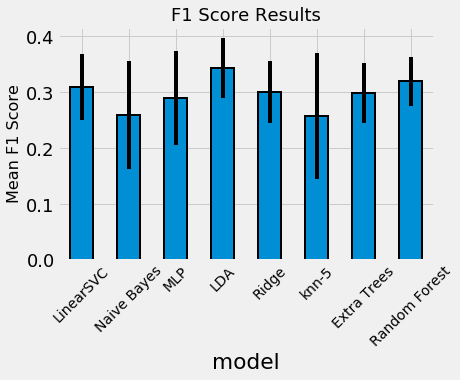 F1 Score Results
Mean F1 Score
0.4
0.3
0.2
0.1
0.0
LinearSVC
Naive Bayes
MLP
LDA
Ridge
knn-5
Extra Trees
Random Forest
model